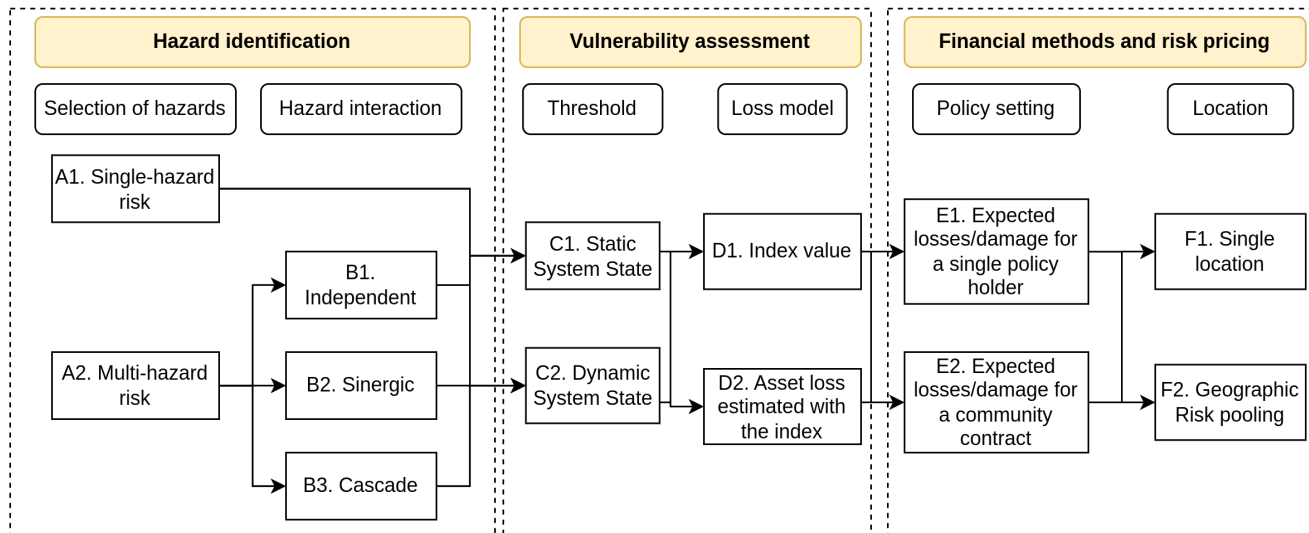 Hazard identification
Vulnerability assessment
Financial methods and risk pricing
Selection of hazards
Hazard interaction
Threshold
Loss model
Policy setting
Location
A1. Single-hazard
risk
A2. Multi-hazard
risk
B1.
Independent
B2. Sinergic
B3. Cascade
C1. Static
System State
C2. Dynamic
System State
D1. Index value
D2. Asset loss
estimated with
the index
E1. Expected
losses/damage for
a single policy
holder
E2. Expected
losses/damage for
a community
contract
F1. Single
location
F2. Geographic
Risk pooling